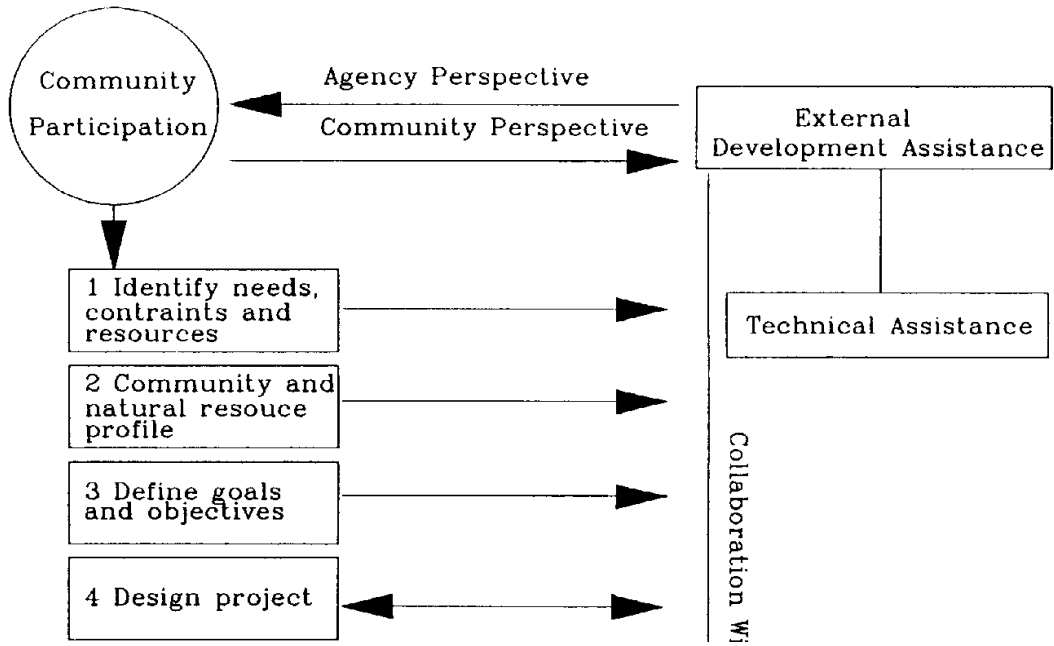 Community
Participation
Agency Perspective
Community Perspective
External
Development Assistance
Technical Assistance
1 Identify needs,
contraints and
resources
2 Community and
natural resouce
profile
3 Define goals
and objectives
4 Design project
Collaboration Wi